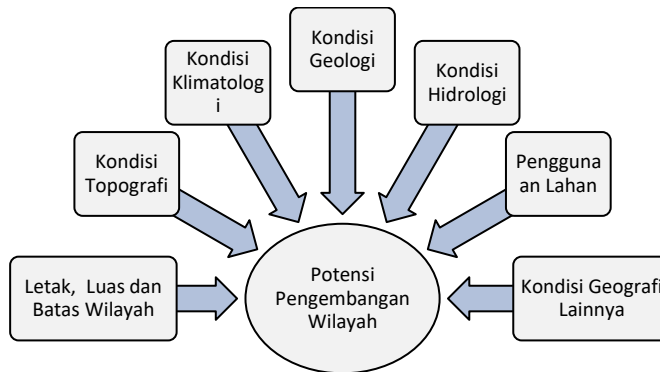 Kondisi
Geologi
Kondisi
Klimatolog
i
Kondisi
Hidrologi
Kondisi
Topografi
Pengguna
an Lahan
Letak, Luas dan
Batas Wilayah
Potensi
Pengembangan
Wilayah
Kondisi Geografi
Lainnya